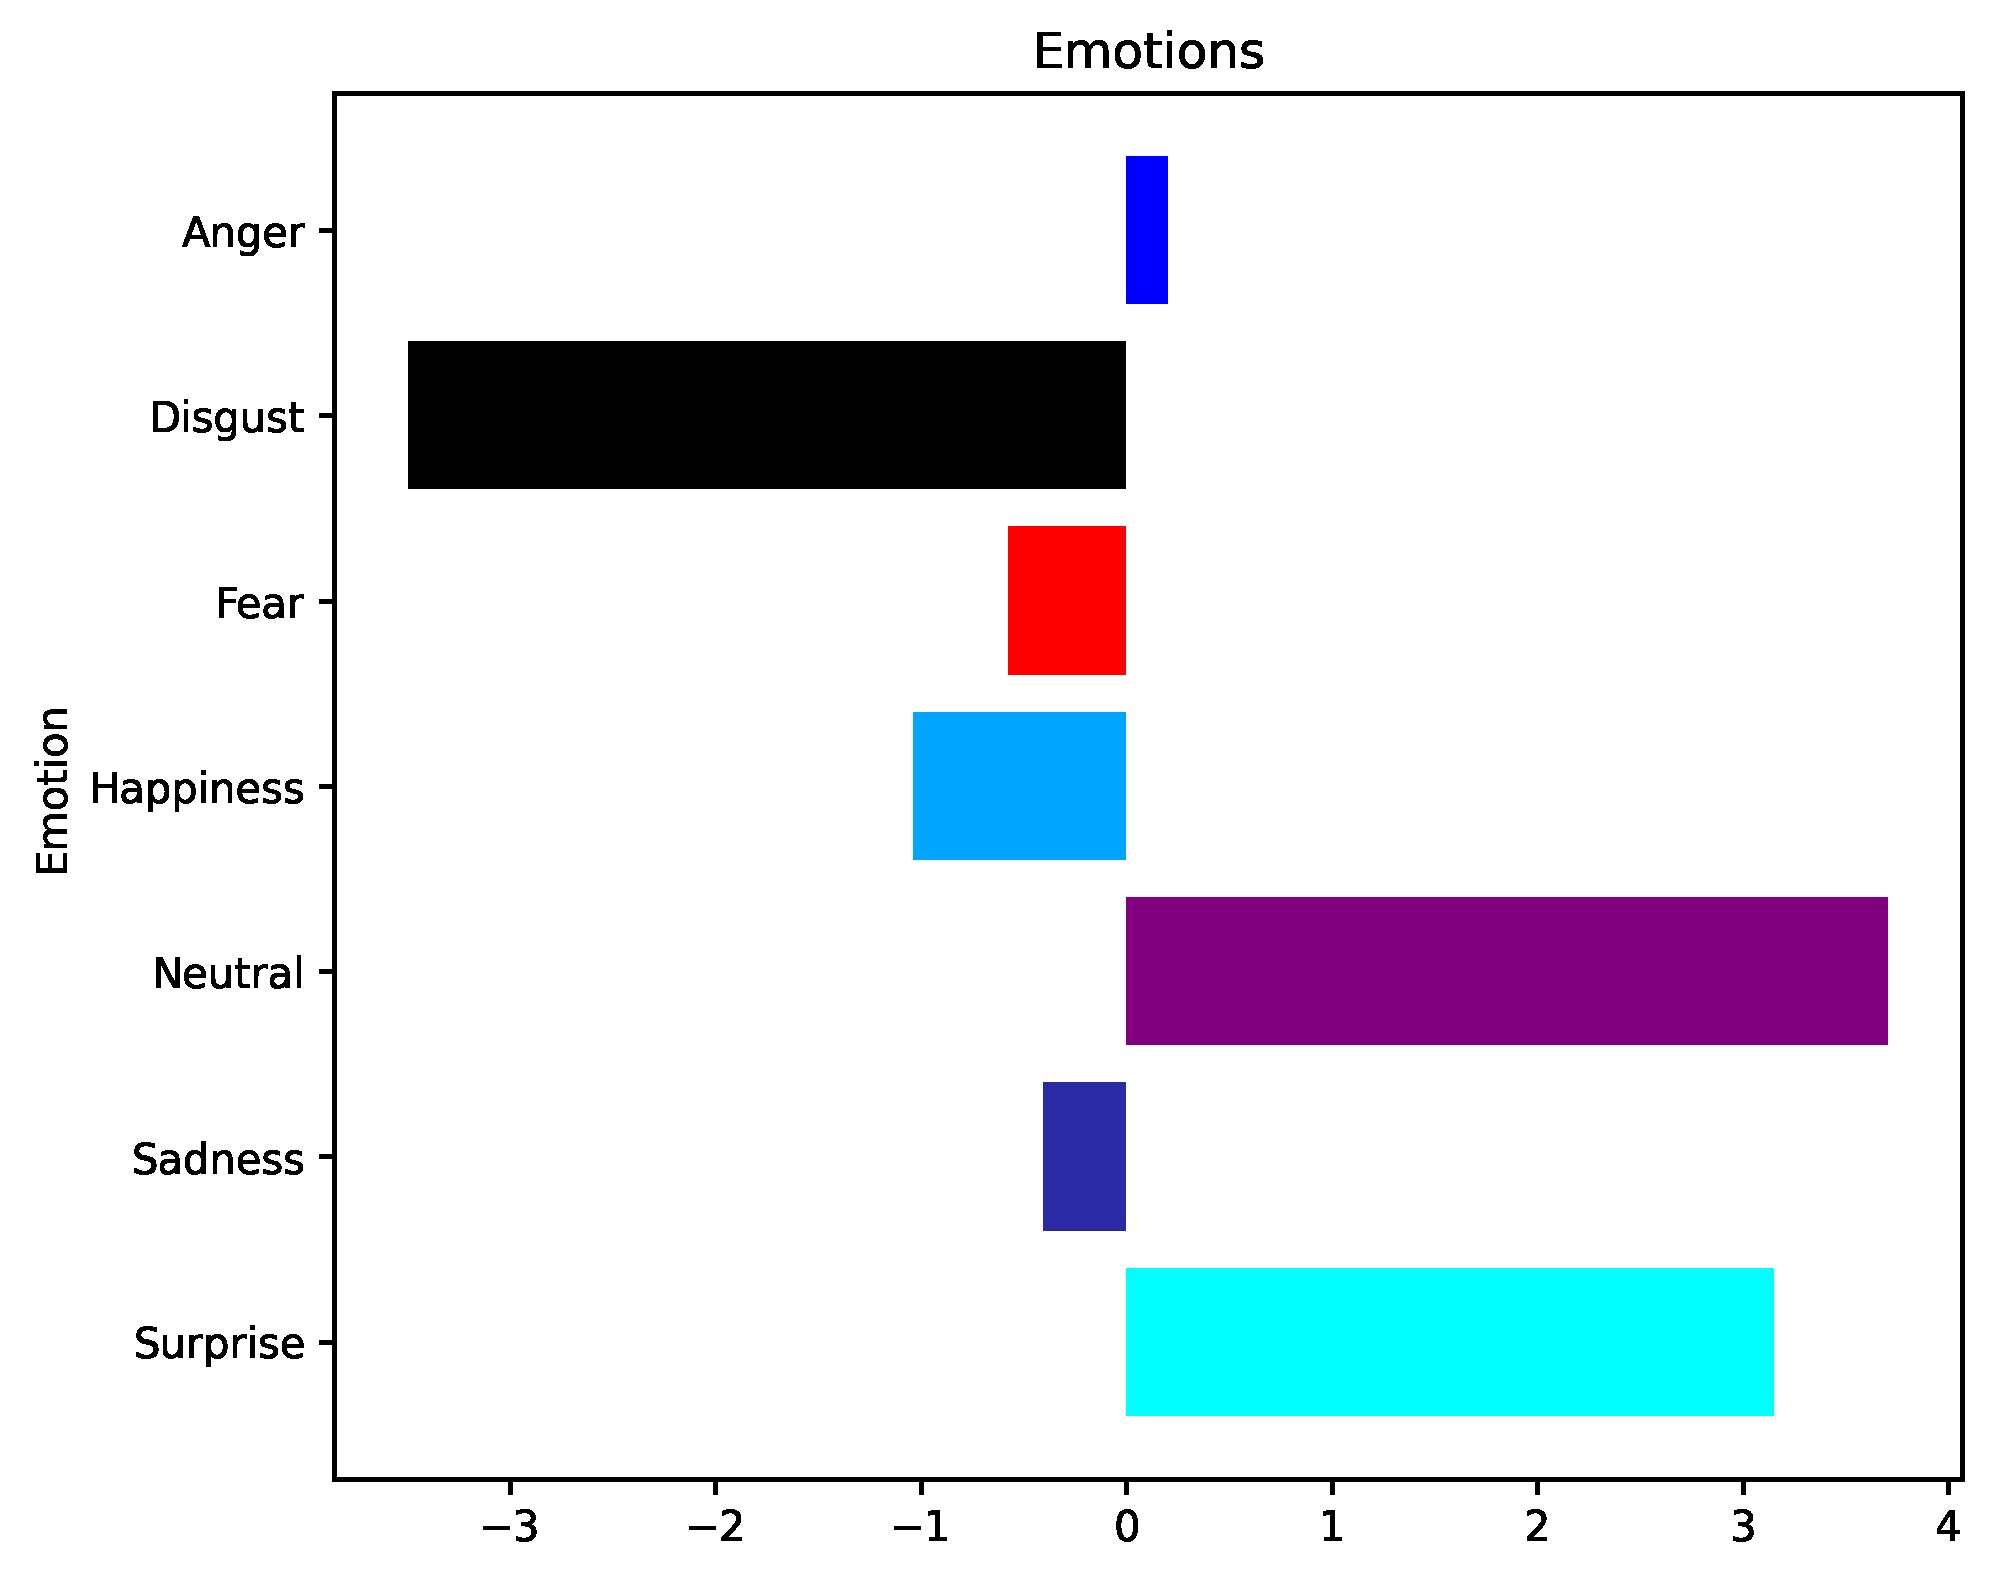 Emotions
Anger
Disgust
Fear
Happiness
Neutral
Sadness
Surprise
Emotion
−3 −2 −1 0 1 2 3 4